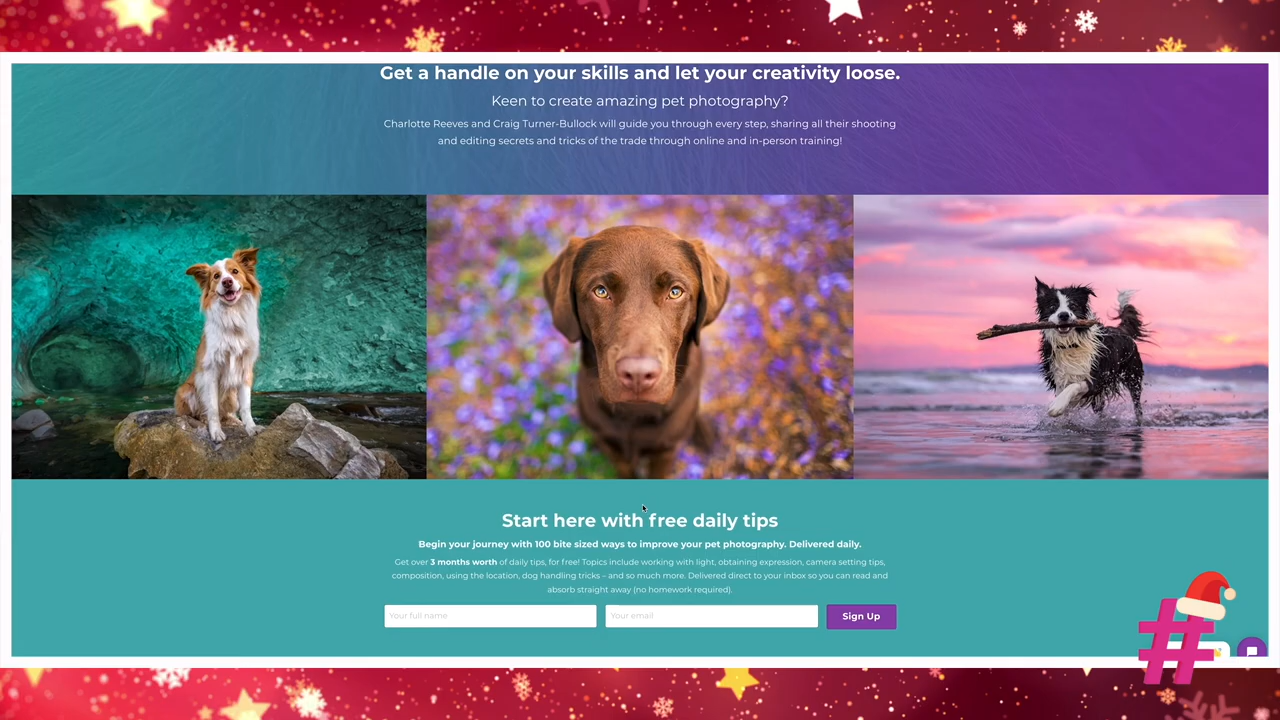 Get a handle on your skills and let your creativity loose.
Keen to create amazing pet photography?
Charlotte Reeves and Craig Turner-Bullock will guide you through every step, sharing all their shooting
and editing secrets and tricks of the trade through online and in-person training!
Start here with free daily tips
Begin your journey with 100 bite sized ways to improve your pet photography. Delivered daily.
Get over 3 months worth of daily tips, for free! Topics include working with light, obtaining expression, camera setting tips,
composition, using the location, dog handling tricks – and so much more. Delivered direct to your inbox so you can read and
absorb straight away (no homework required).
Your full name
Your email
Sign Up
#